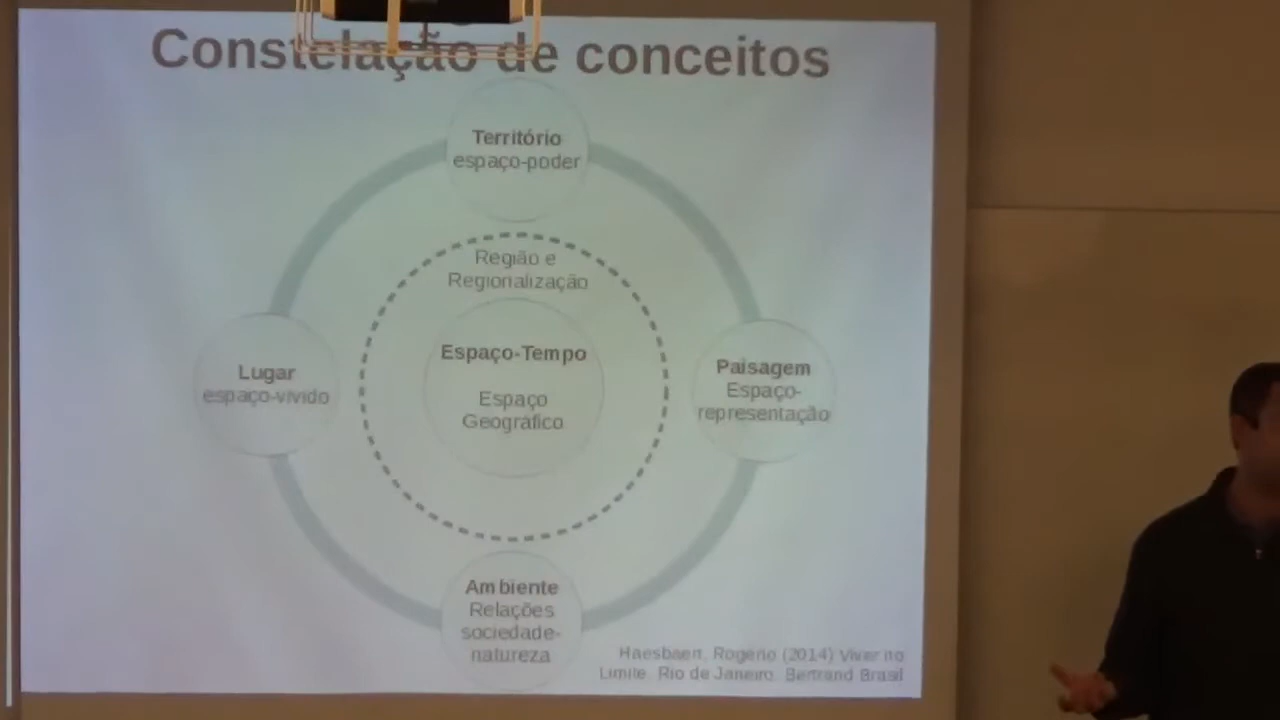 Constelação de conceitos
Território
espaço-poder
Região e
Regionalização
Espaço-Tempo
Espaço
Geográfico
Lugar
espaço-vivido
Paisagem
Espaço-
representação
Ambiente
Relações
sociedade-
natureza
Haesbaert, Rogério (2014) Viver no
Limite. Rio de Janeiro. Bertrand Brasil